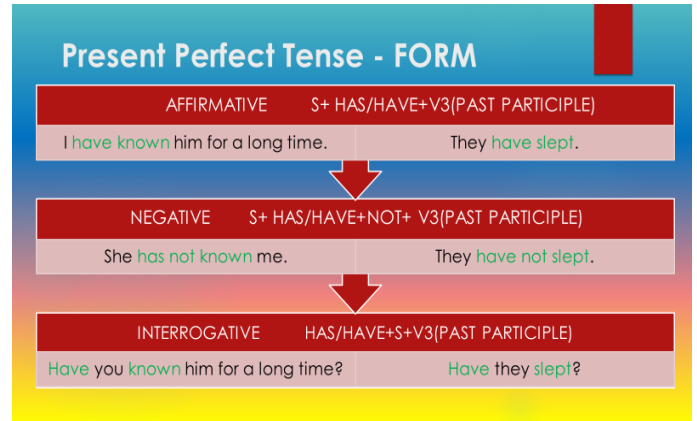 Present Perfect Tense - FORM
AFFIRMATIVE S+ HAS/HAVE+V3(PAST PARTICIPLE)
I have known him for a long time. They have slept.
NEGATIVE S+ HAS/HAVE+NOT+ V3(PAST PARTICIPLE)
She has not known me. They have not slept.
INTERROGATIVE HAS/HAVE+S+V3(PAST PARTICIPLE)
Have you known him for a long time? Have they slept?